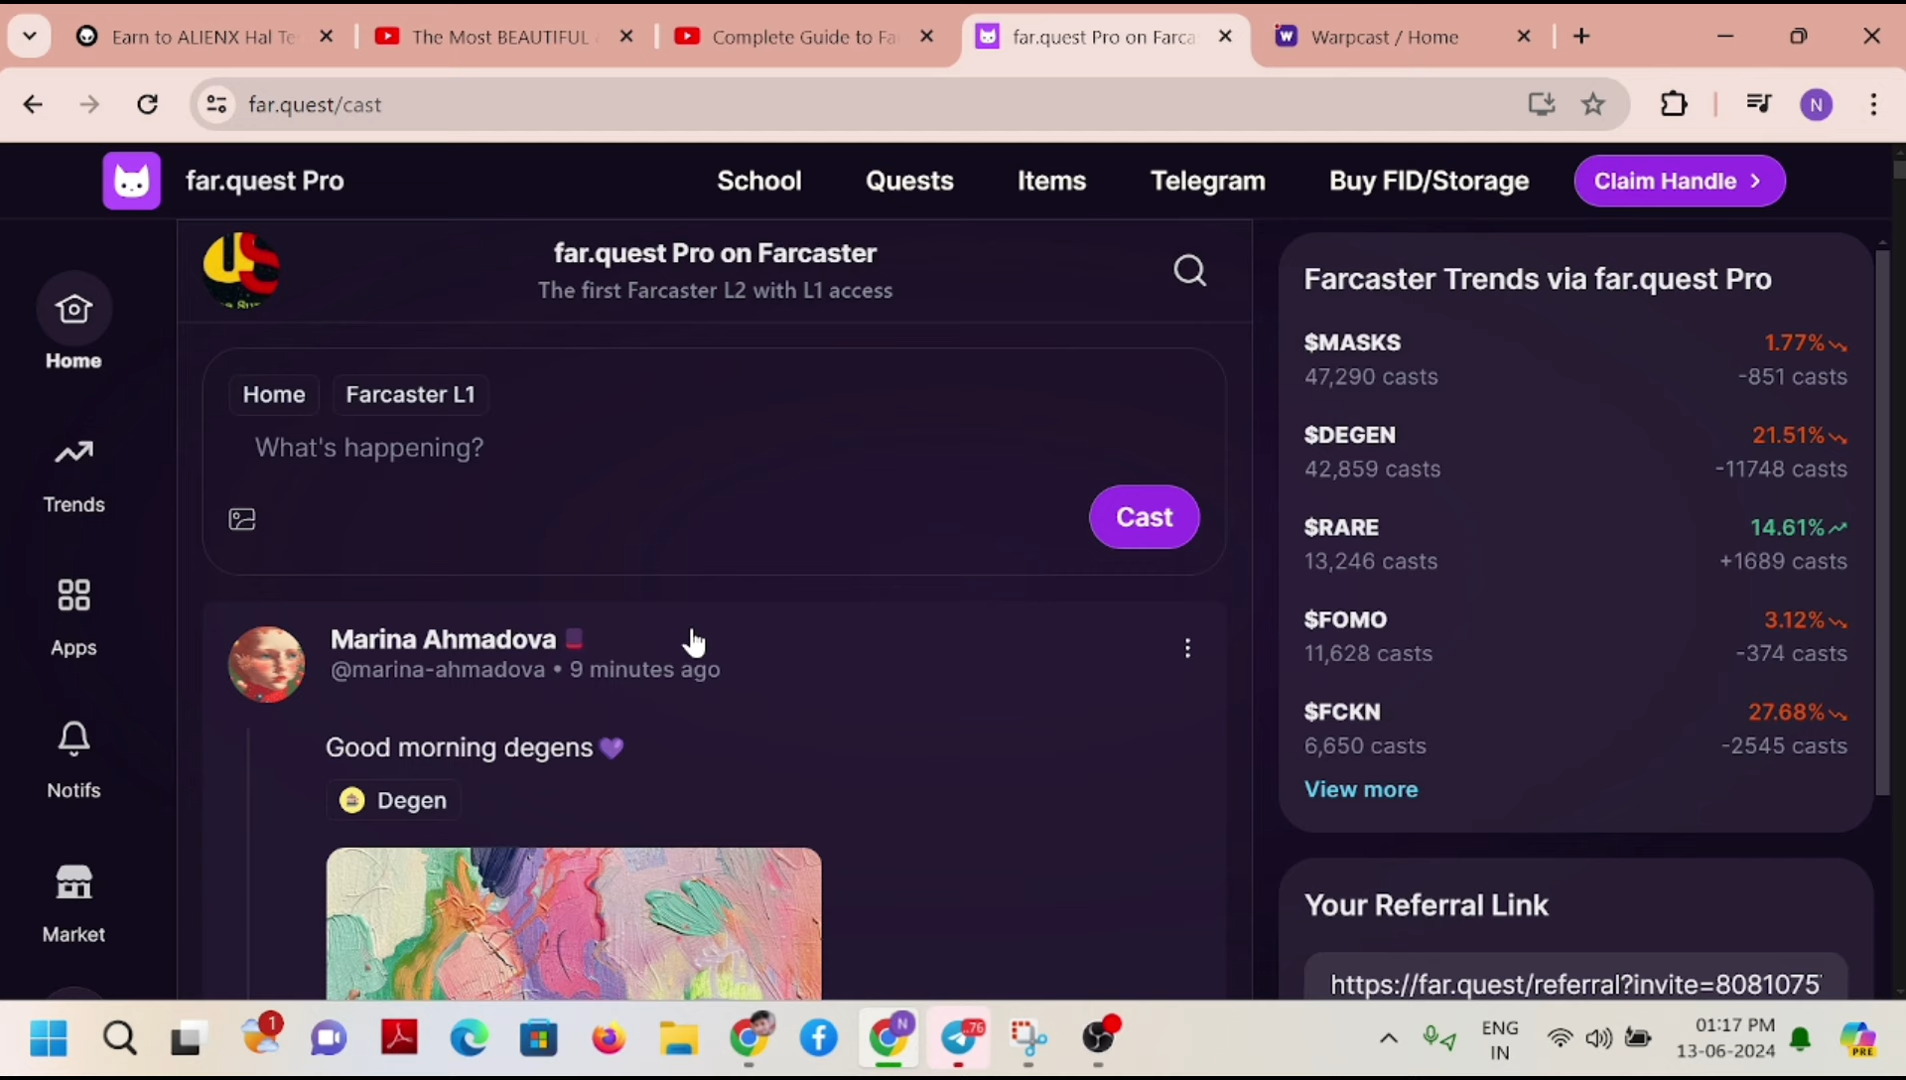 Earn to ALIENX Hal Te
The Most BEAUTIFUL
Complete Guide to Fa
far.quest Pro on Farca
Warpcast / Home
far.quest/cast
N
far.quest Pro
School
Quests
Items
Telegram
Buy FID/Storage
Claim Handle
far.quest Pro on Farcaster
The first Farcaster L2 with L1 access
Home
Trends
Apps
Notifs
Market
Home
Farcaster L1
What's happening?
Cast
Marina Ahmadova
@marina-ahmadova • 9 minutes ago
Good morning degens💜
Degen
Farcaster Trends via far.quest Pro
$MASKS 1.77%
47,290 casts -851 casts
$DEGEN 21.51%
42,859 casts -11748 casts
$RARE 14.61%
13,246 casts +1689 casts
$FOMO 3.12%
11,628 casts -374 casts
$FCKN 27.68%
6,650 casts -2545 casts
View more
Your Referral Link
https://far.quest/referral?invite=8081075
1
N
.76
ENG
IN
01:17 PM
13-06-2024
PRE